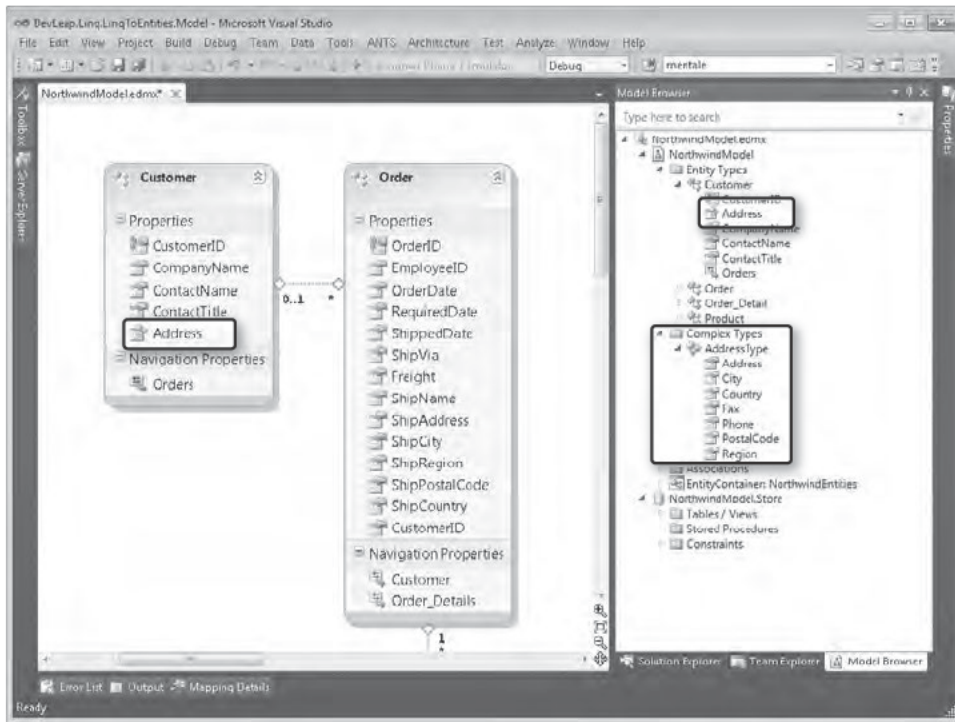 DevLeap.Linq.LinqToEntities.Model - Microsoft Visual Studio
File Edit View Project Build Debug Team Data Tools ANTS Architecture Test Analyze Window Help
Debug
mentale
NorthwindModel.edmx*
Toolbox
Server Explorer
Customer
Properties
CustomerID
CompanyName
ContactName
ContactTitle
Address
Navigation Properties
Orders
0..1
*
Order
Properties
OrderID
EmployeeID
OrderDate
RequiredDate
ShippedDate
ShipVia
Freight
ShipName
ShipAddress
ShipCity
ShipRegion
ShipPostalCode
ShipCountry
CustomerID
Navigation Properties
Customer
Order_Details
1
*
Model Browser
Type here to search
NorthwindModel.edmx
NorthwindModel
Entity Types
Customer
CustomerID
Address
CompanyName
ContactName
ContactTitle
Orders
Order
Order_Detail
Product
Complex Types
AddressType
Address
City
Country
Fax
Phone
PostalCode
Region
Associations
EntityContainer: NorthwindEntities
NorthwindModel.Store
Tables / Views
Stored Procedures
Constraints
Properties
Solution Explorer Team Explorer Model Browser
Error List Output Mapping Details
Ready